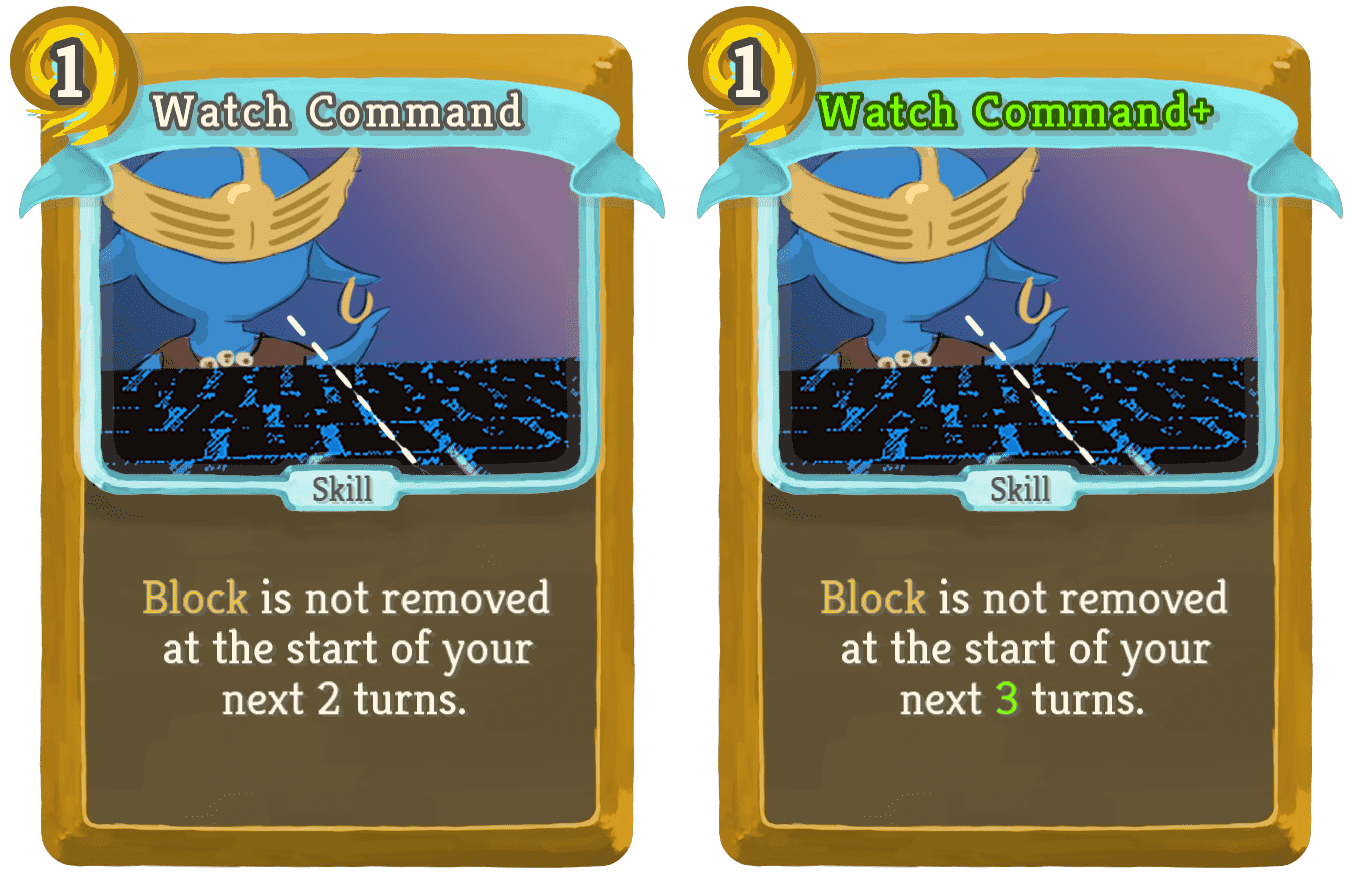 1
Watch Command
Skill
Block is not removed
at the start of your
next 2 turns.
1
Watch Command+
Skill
Block is not removed
at the start of your
next 3 turns.